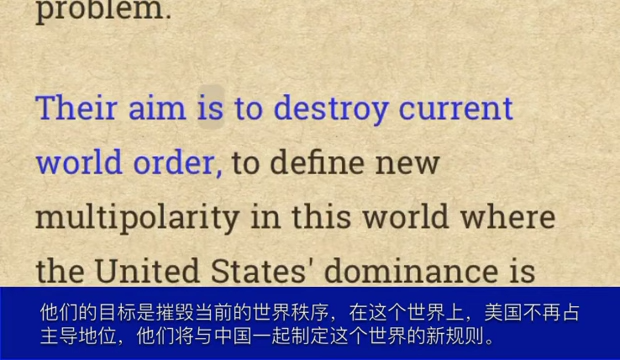 problem.
Their aim is to destroy current
world order, to define new
multipolarity in this world where
the United States' dominance is
他们的目标是摧毁当前的世界秩序，在这个世界上，美国不再占
主导地位，他们将与中国一起制定这个世界的新规则。